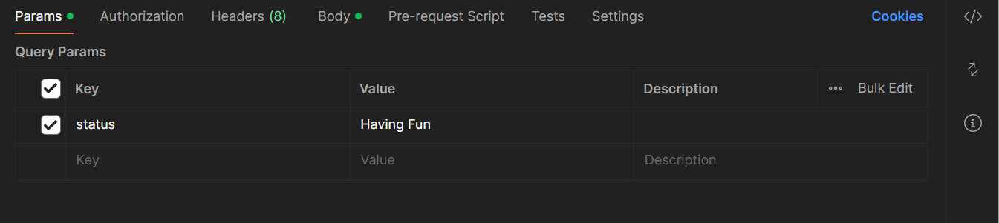 Params Authorization Headers (8) Body Pre-request Script Tests Settings Cookies </>
Query Params
Key Value Description Bulk Edit
status Having Fun
Key Value Description